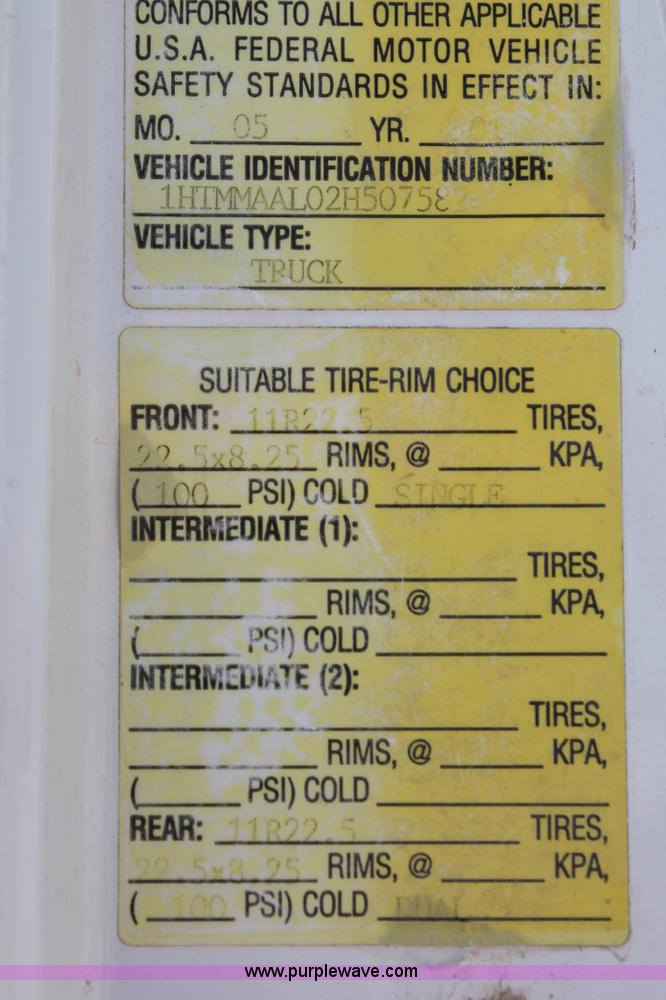 CONFORMS TO ALL OTHER APPLICABLE
U.S.A. FEDERAL MOTOR VEHICLE
SAFETY STANDARDS IN EFFECT IN:
MO. 05 YR. 01
VEHICLE IDENTIFICATION NUMBER:
VEHICLE TYPE:
TRUCK
SUITABLE TIRE-RIM CHOICE
FRONT: 11R22.5 TIRES,
22.5x8.25 RIMS, @ KPA,
( 100 PSI) COLD SINGLE
INTERMEDIATE (1):
TIRES,
RIMS, @ KPA,
( PSI) COLD
INTERMEDIATE (2):
TIRES,
RIMS, @ KPA,
( PSI) COLD
REAR: 11R22.5 TIRES,
22.5x8.25 RIMS, @ KPA,
( 100 PSI) COLD DUAL
www.purplewave.com